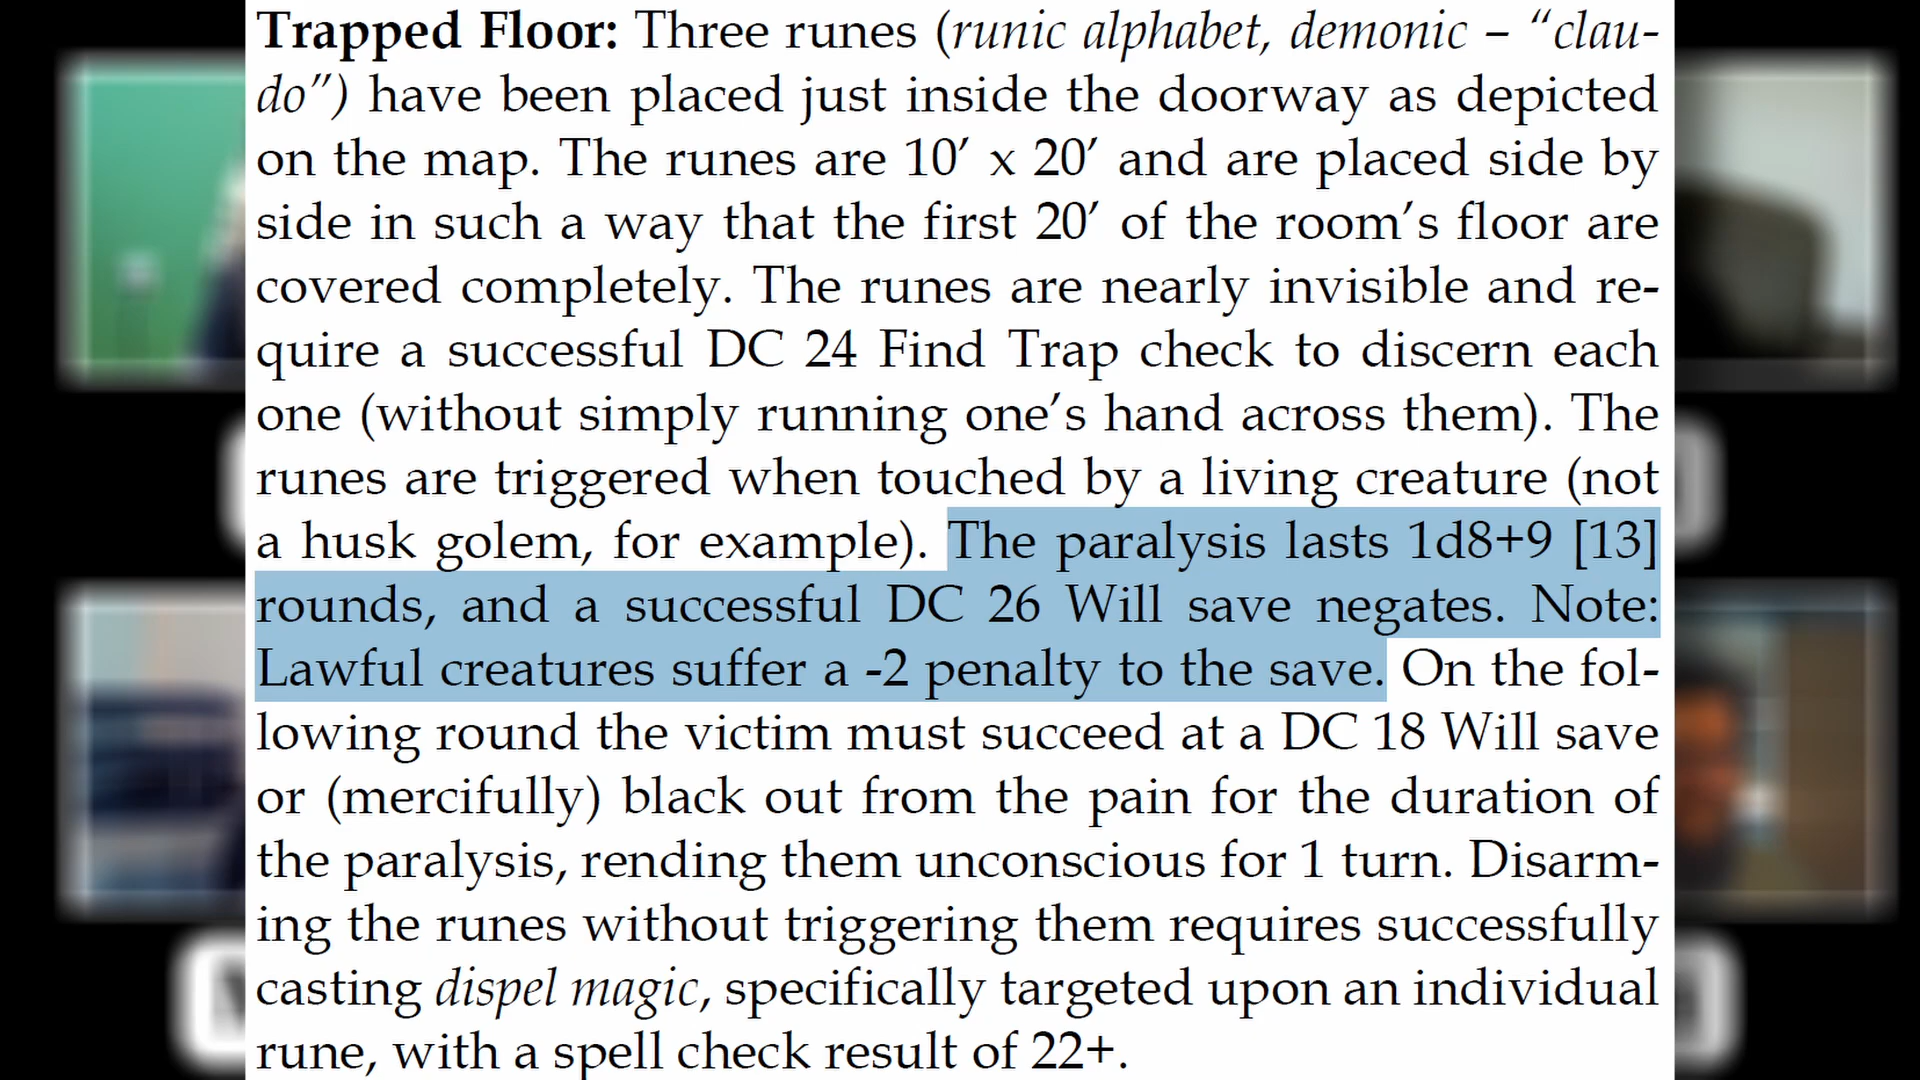 Trapped Floor: Three runes (runic alphabet, demonic – “clau-
do”) have been placed just inside the doorway as depicted
on the map. The runes are 10’ x 20’ and are placed side by
side in such a way that the first 20’ of the room’s floor are
covered completely. The runes are nearly invisible and re-
quire a successful DC 24 Find Trap check to discern each
one (without simply running one’s hand across them). The
runes are triggered when touched by a living creature (not
a husk golem, for example). The paralysis lasts 1d8+9 [13]
rounds, and a successful DC 26 Will save negates. Note:
Lawful creatures suffer a -2 penalty to the save. On the fol-
lowing round the victim must succeed at a DC 18 Will save
or (mercifully) black out from the pain for the duration of
the paralysis, rending them unconscious for 1 turn. Disarm-
ing the runes without triggering them requires successfully
casting dispel magic, specifically targeted upon an individual
rune, with a spell check result of 22+.